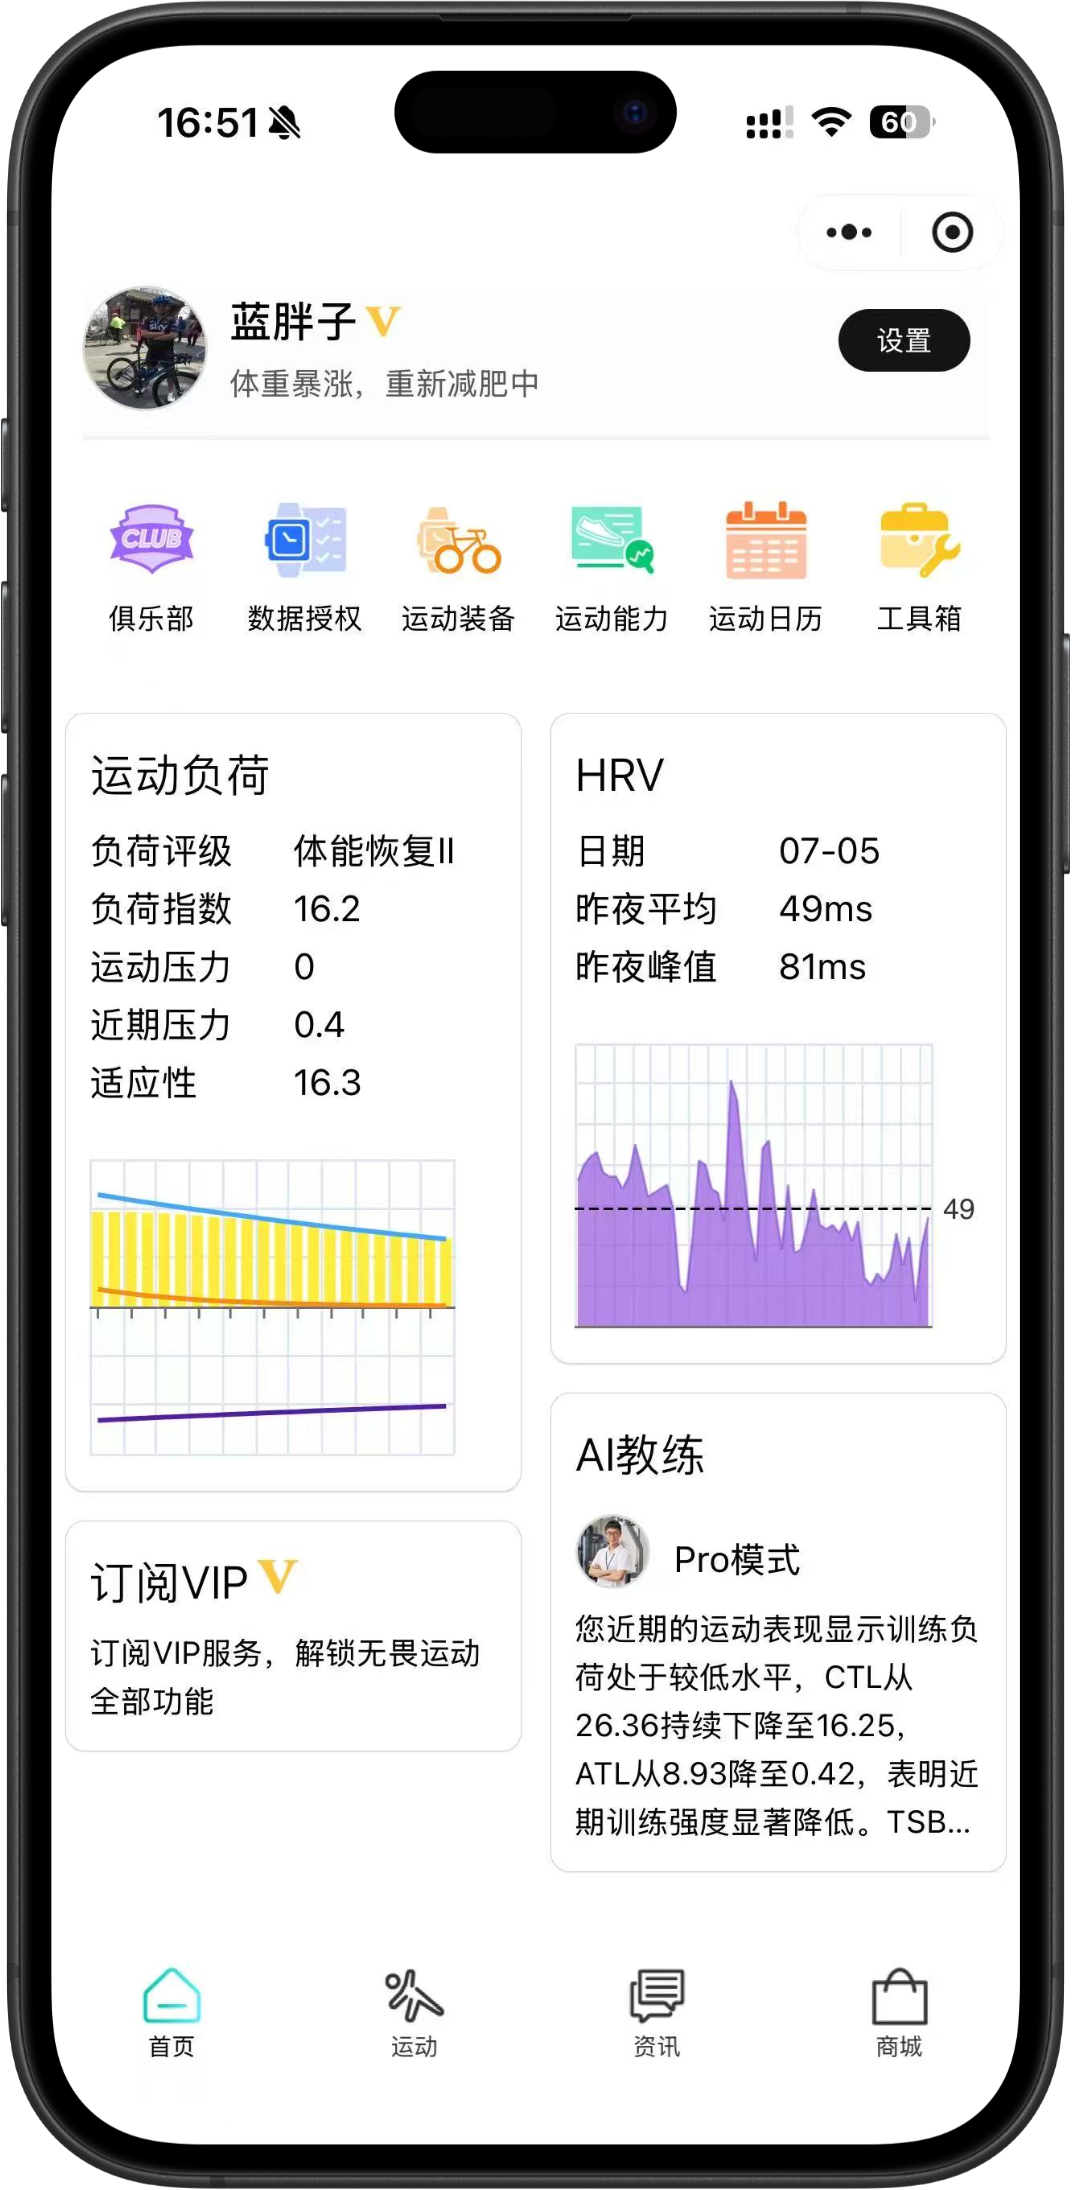 16:51
60
蓝胖子 V
设置
体重暴涨，重新减肥中
CLUB
俱乐部
数据授权
运动装备
运动能力
运动日历
工具箱
运动负荷
负荷评级 体能恢复II
负荷指数 16.2
运动压力 0
近期压力 0.4
适应性 16.3
HRV
日期 07-05
昨夜平均 49ms
昨夜峰值 81ms
49
订阅VIP V
订阅VIP服务，解锁无畏运动
全部功能
AI教练
Pro模式
您近期的运动表现显示训练负
荷处于较低水平，CTL从
26.36持续下降至16.25，
ATL从8.93降至0.42，表明近
期训练强度显著降低。TSB...
首页
运动
资讯
商城